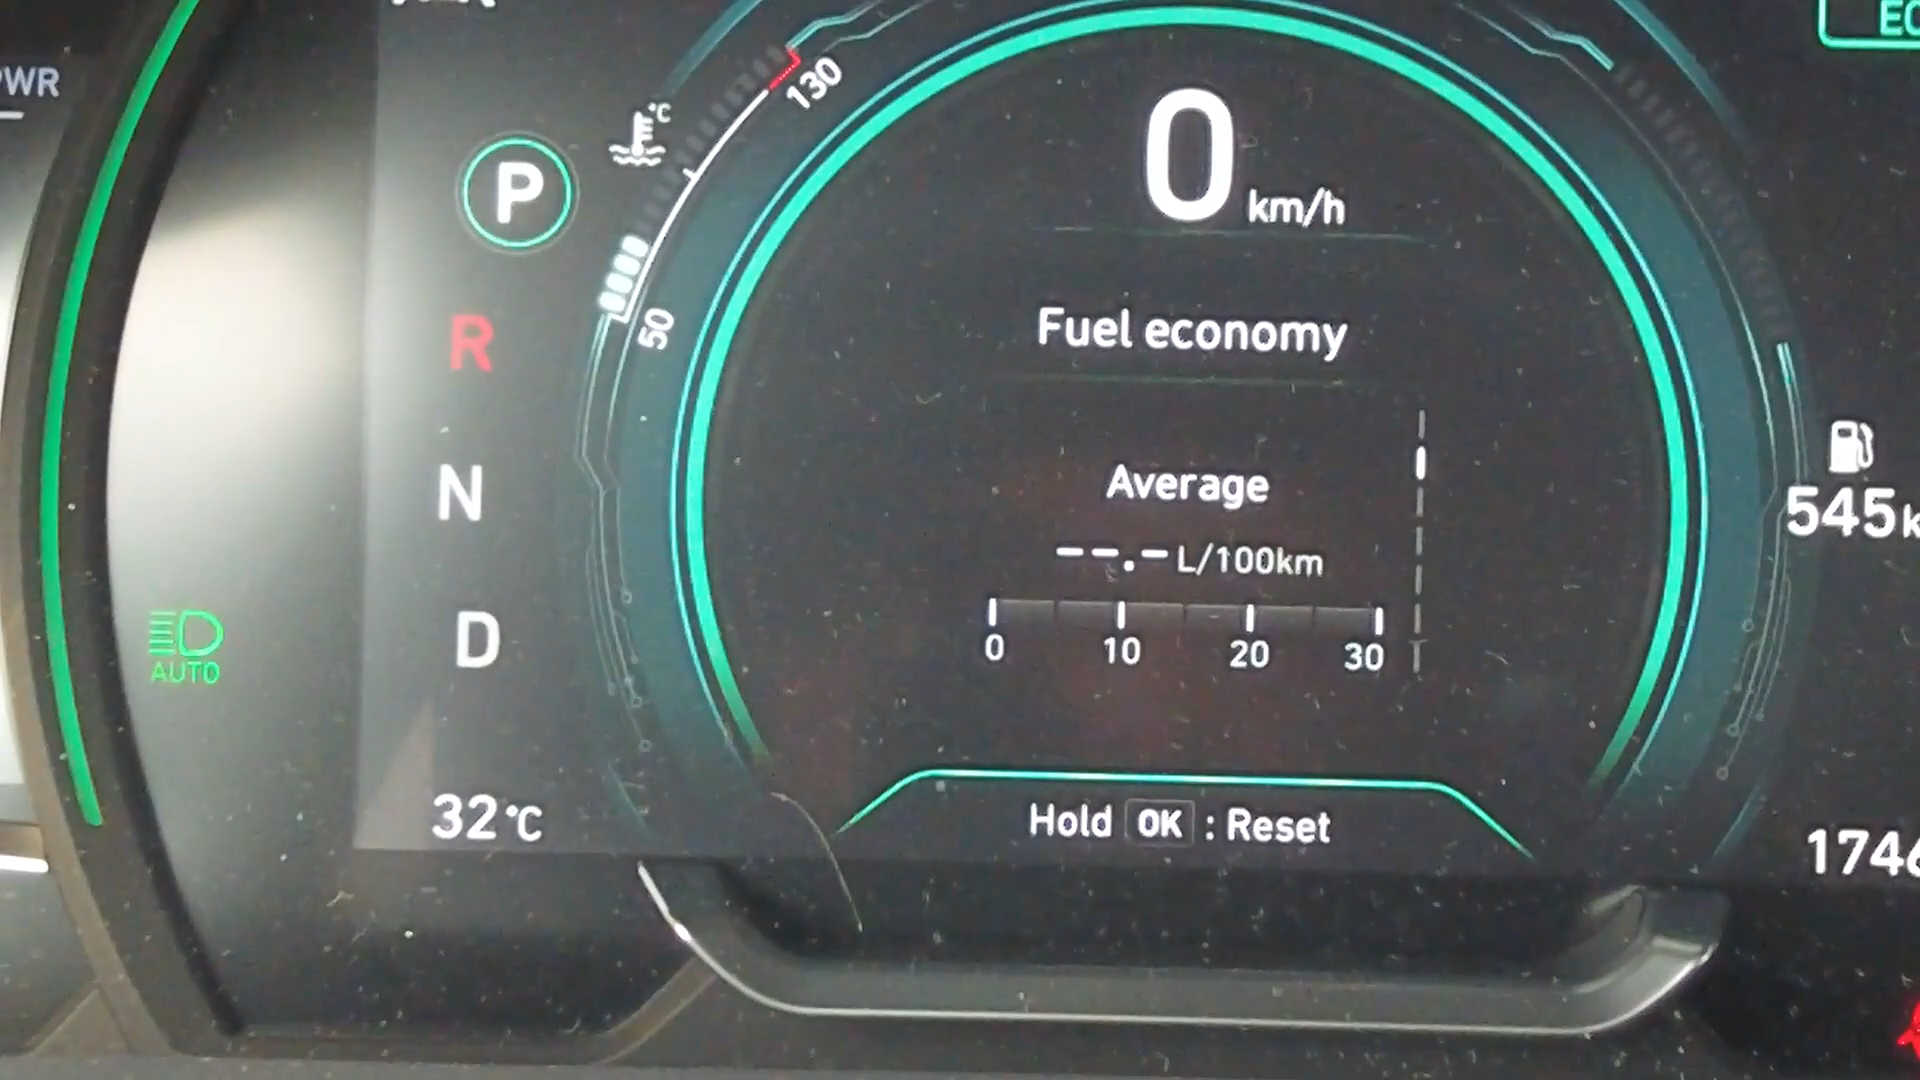 PWR
130
°C
50
P
R
N
D
AUTO
32°C
0 km/h
Fuel economy
Average
--.- L/100km
0 10 20 30
Hold OK : Reset
545